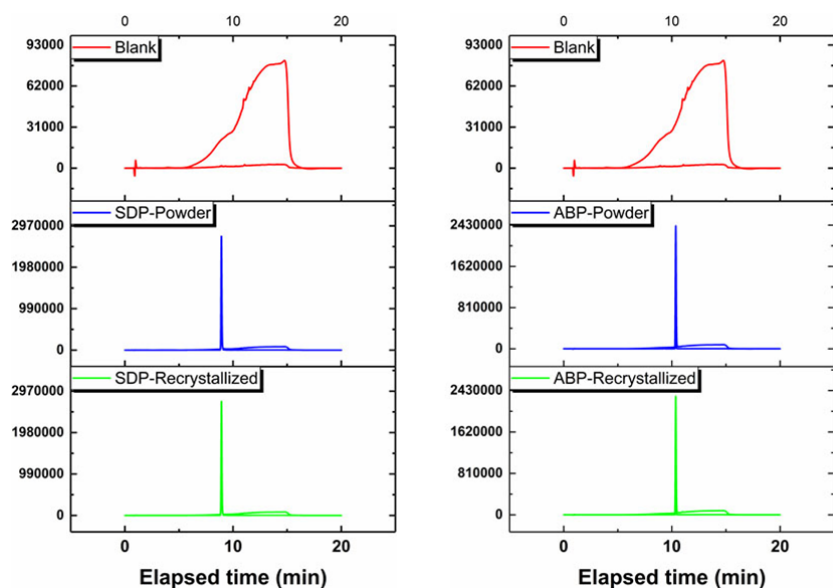 0 10 20
93000
Blank
62000
31000
0
2970000
SDP-Powder
1980000
990000
0
2970000
SDP-Recrystallized
1980000
990000
0
0 10 20
Elapsed time (min)
0 10 20
93000
Blank
62000
31000
0
2430000
ABP-Powder
1620000
810000
0
2430000
ABP-Recrystallized
1620000
810000
0
0 10 20
Elapsed time (min)